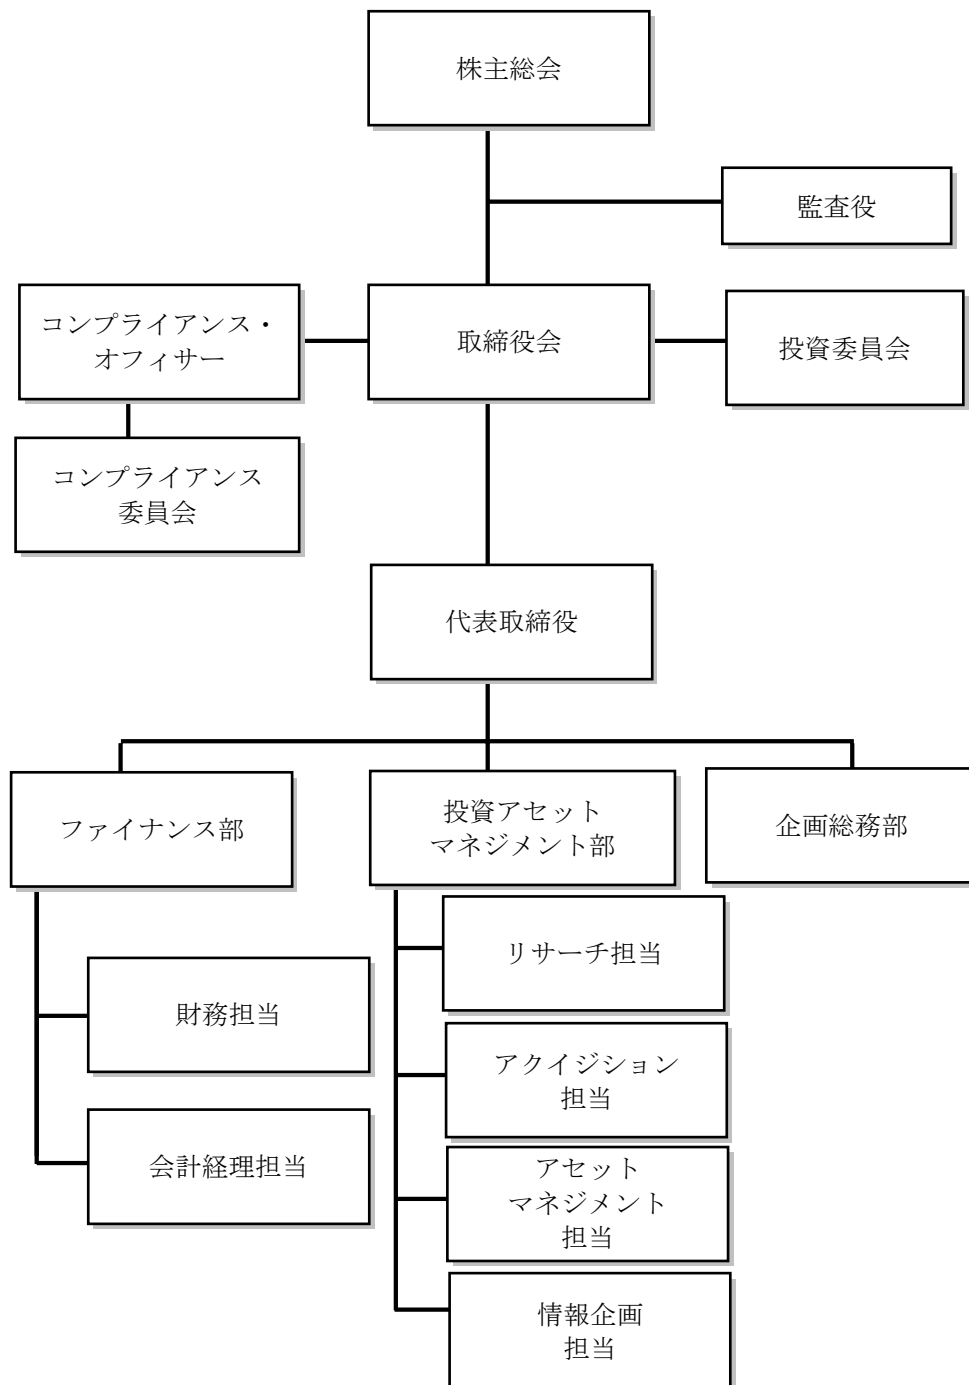 株主総会
監査役
コンプライアンス・
オフィサー
取締役会
投資委員会
コンプライアンス
委員会
代表取締役
ファイナンス部
投資アセット
マネジメント部
企画総務部
財務担当
会計経理担当
リサーチ担当
アクイジション
担当
アセット
マネジメント
担当
情報企画
担当